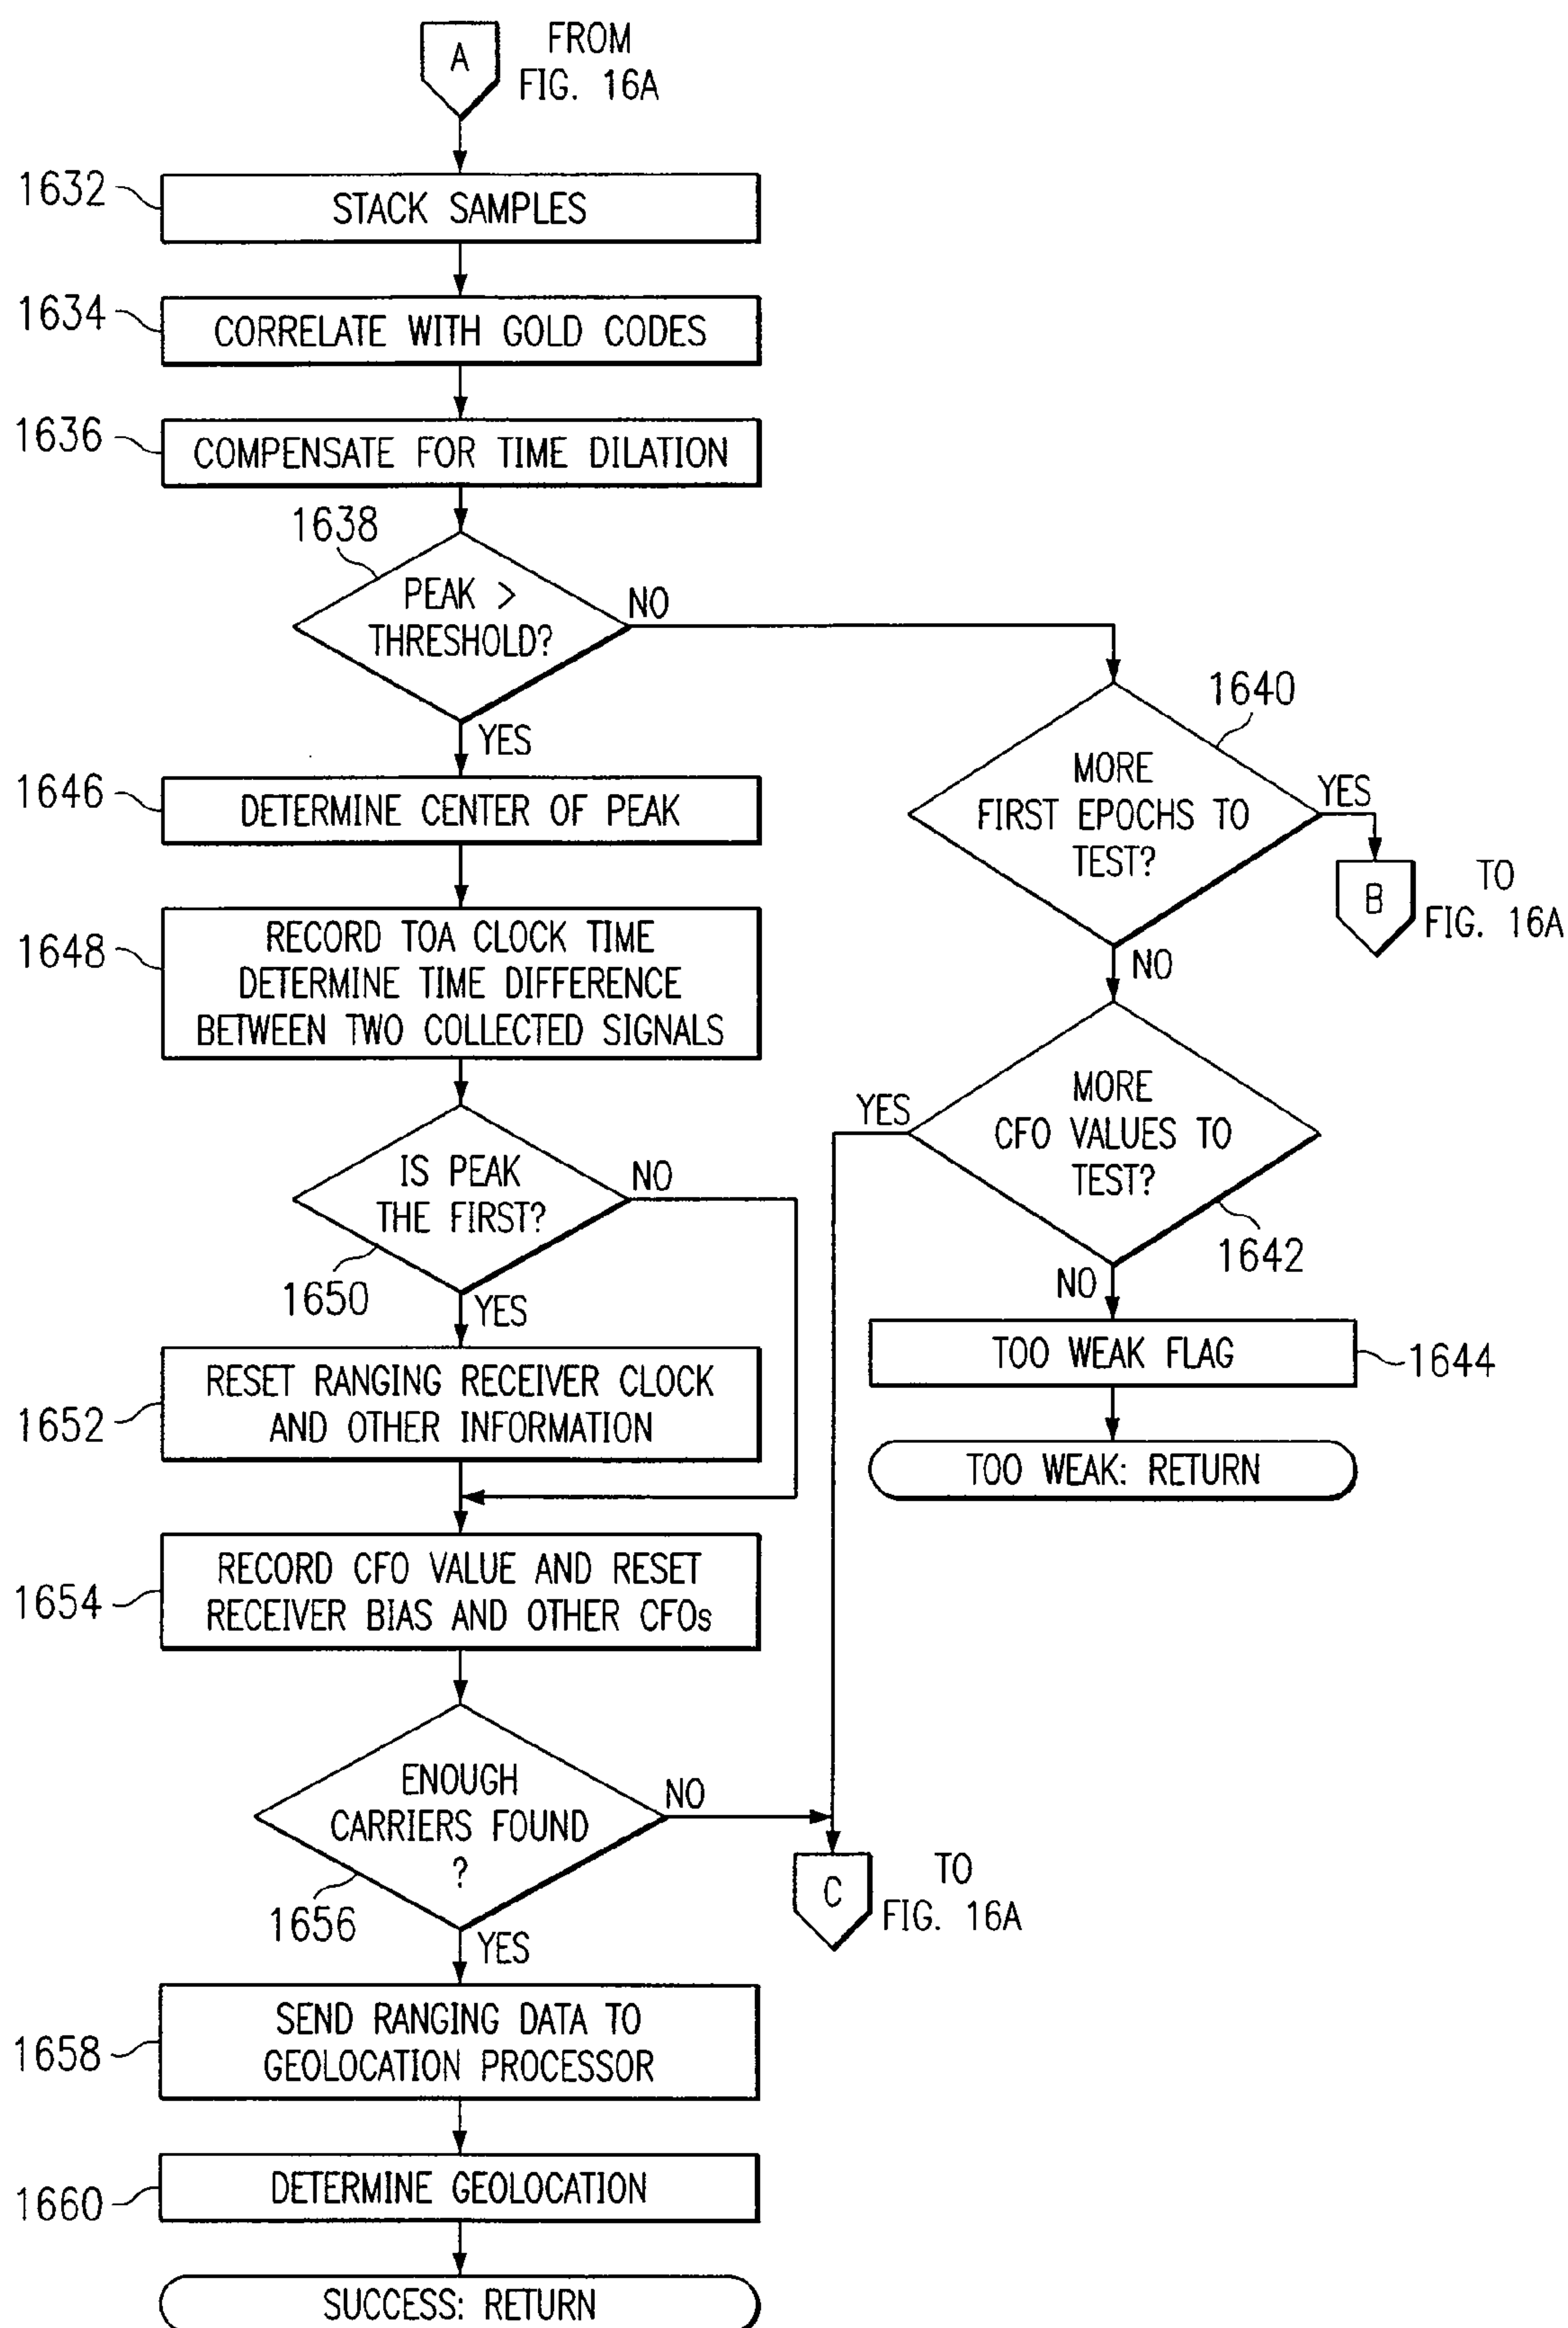 A
FROM
FIG. 16A
1632
STACK SAMPLES
1634
CORRELATE WITH GOLD CODES
1636
COMPENSATE FOR TIME DILATION
1638
PEAK >
THRESHOLD?
NO
YES
1640
MORE
FIRST EPOCHS TO
TEST?
YES
B
TO
FIG. 16A
NO
1646
DETERMINE CENTER OF PEAK
1648
RECORD TOA CLOCK TIME
DETERMINE TIME DIFFERENCE
BETWEEN TWO COLLECTED SIGNALS
MORE
CFO VALUES TO
TEST?
YES
1642
NO
IS PEAK
THE FIRST?
NO
1650
YES
1644
TOO WEAK FLAG
TOO WEAK: RETURN
1652
RESET RANGING RECEIVER CLOCK
AND OTHER INFORMATION
1654
RECORD CFO VALUE AND RESET
RECEIVER BIAS AND OTHER CFOs
ENOUGH
CARRIERS FOUND
?
NO
1656
YES
C
TO
FIG. 16A
1658
SEND RANGING DATA TO
GEOLOCATION PROCESSOR
1660
DETERMINE GEOLOCATION
SUCCESS: RETURN